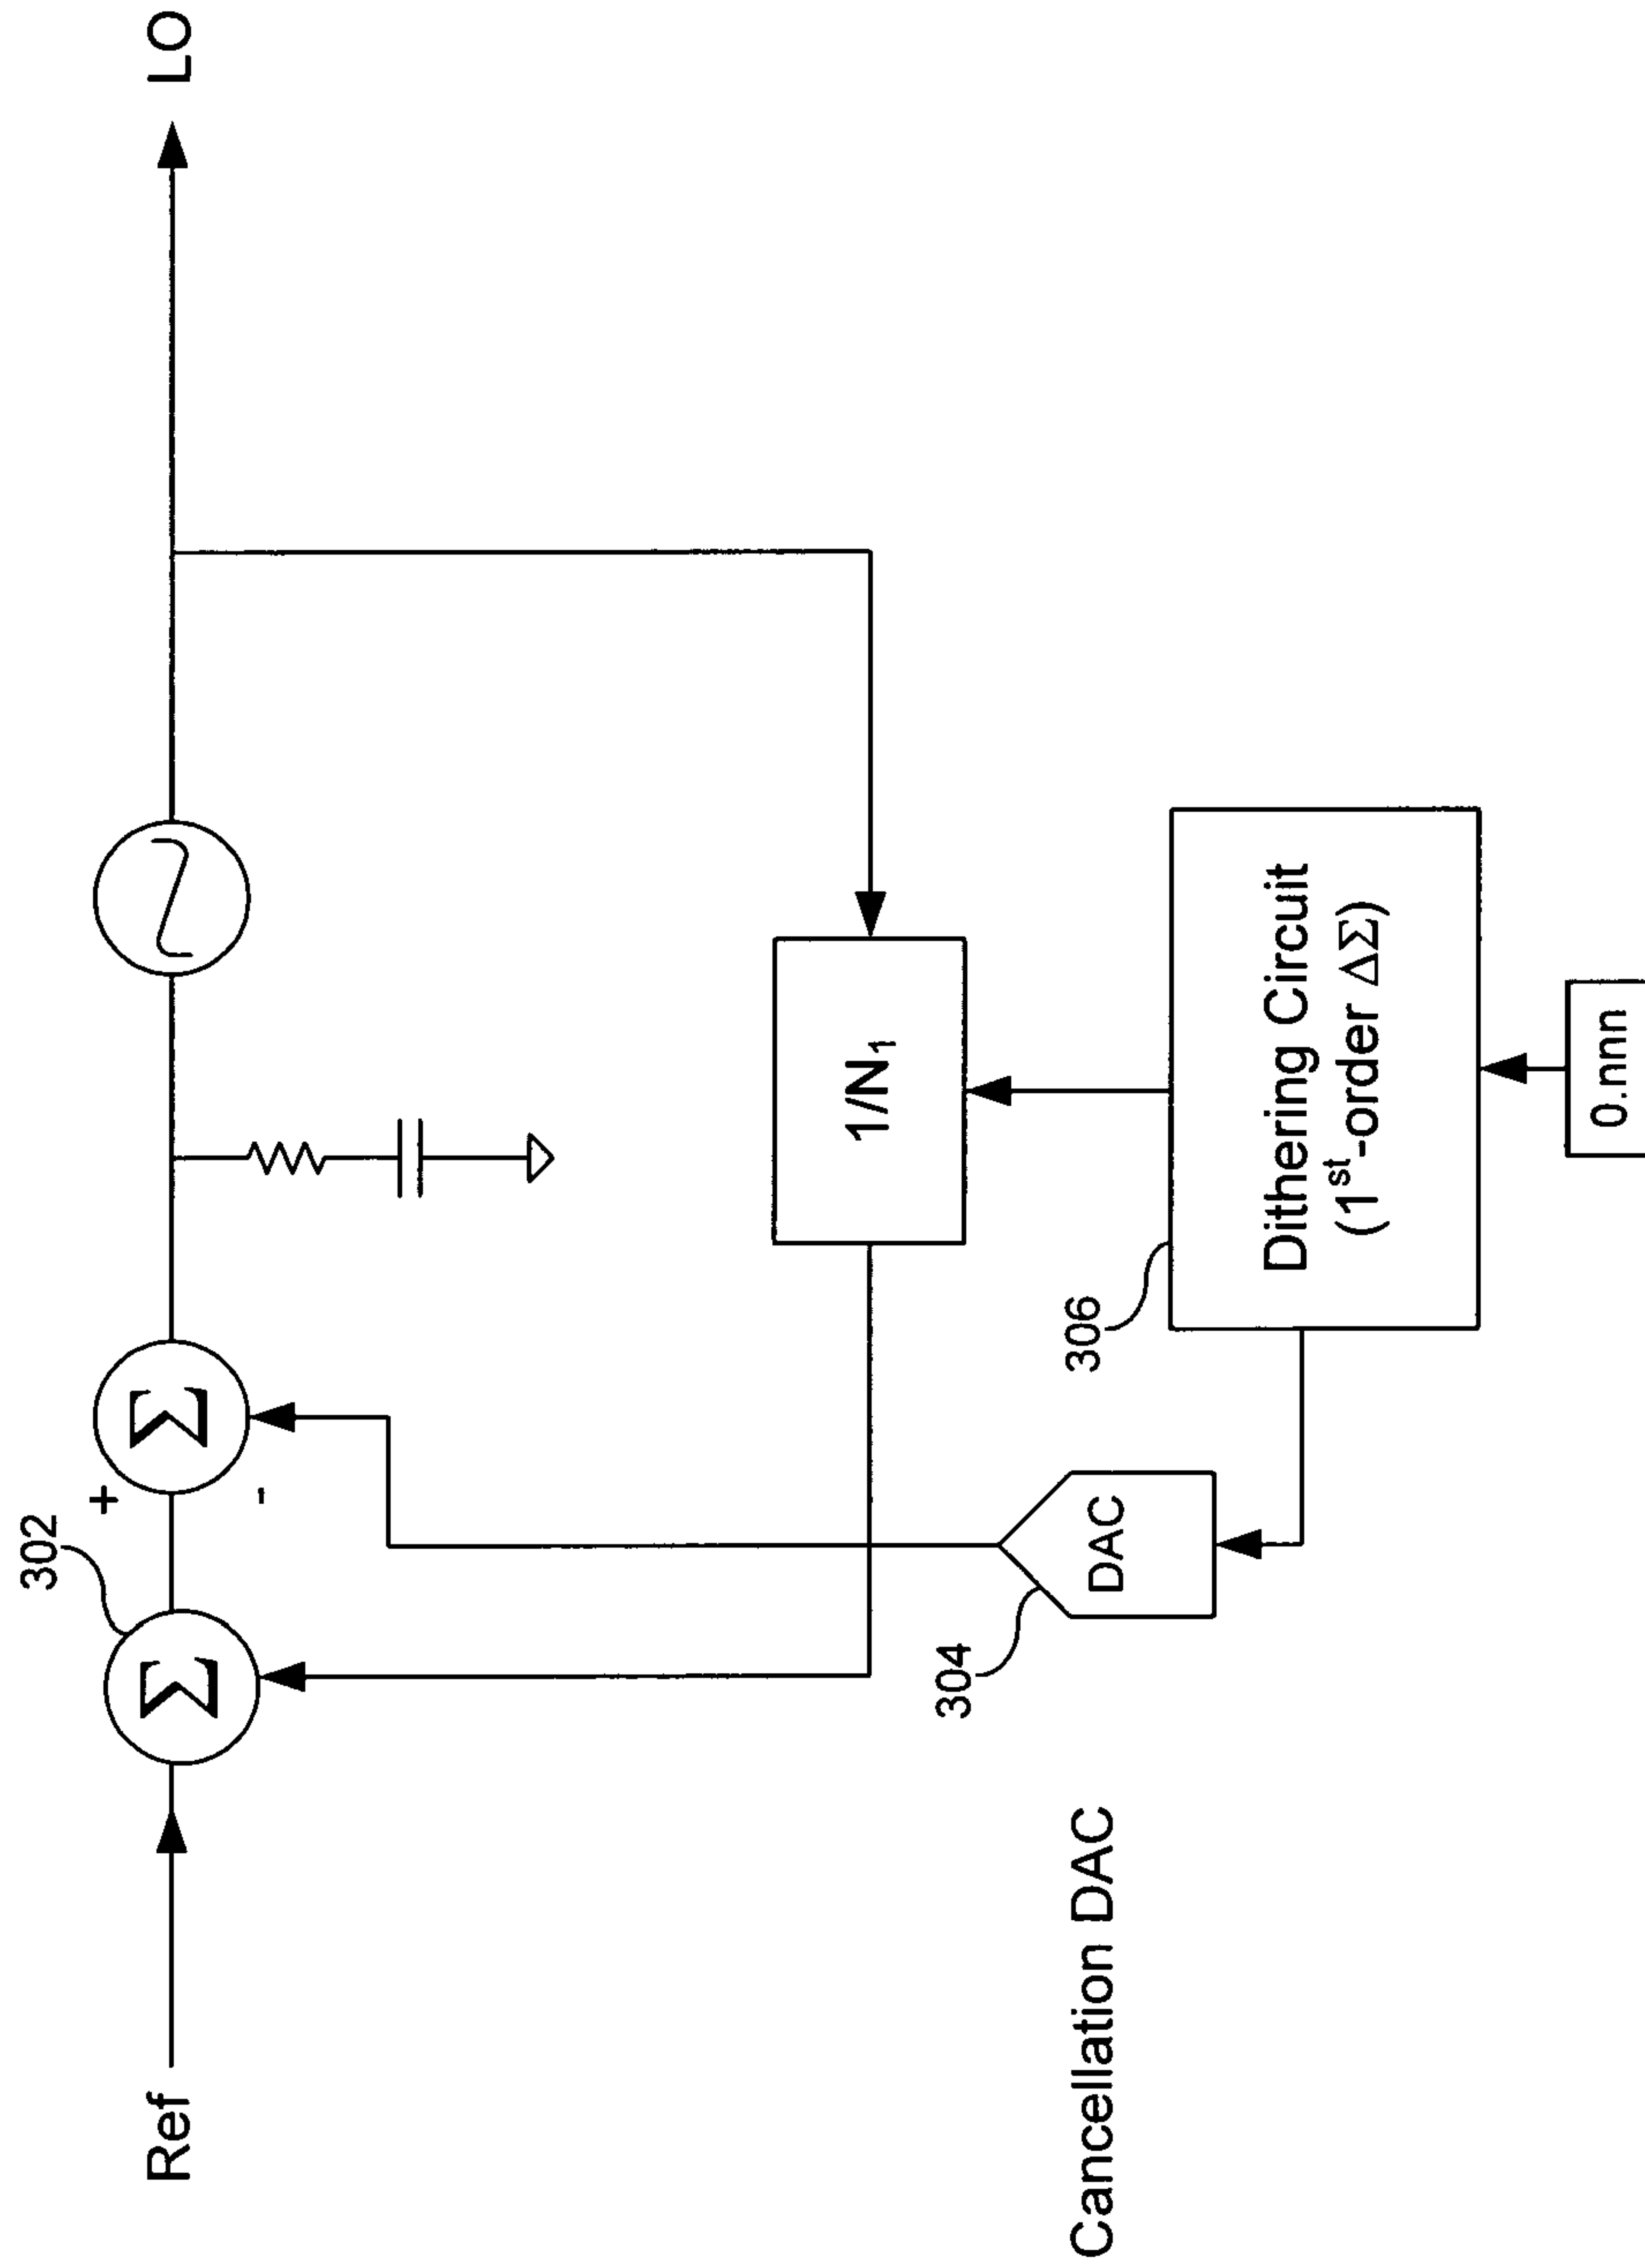 302
Ref
Σ
+
-
Σ
LO
1/N₁
304
DAC
306
Dithering Circuit
(1ˢᵗ-order ΔΣ)
Cancellation DAC
0.nnn